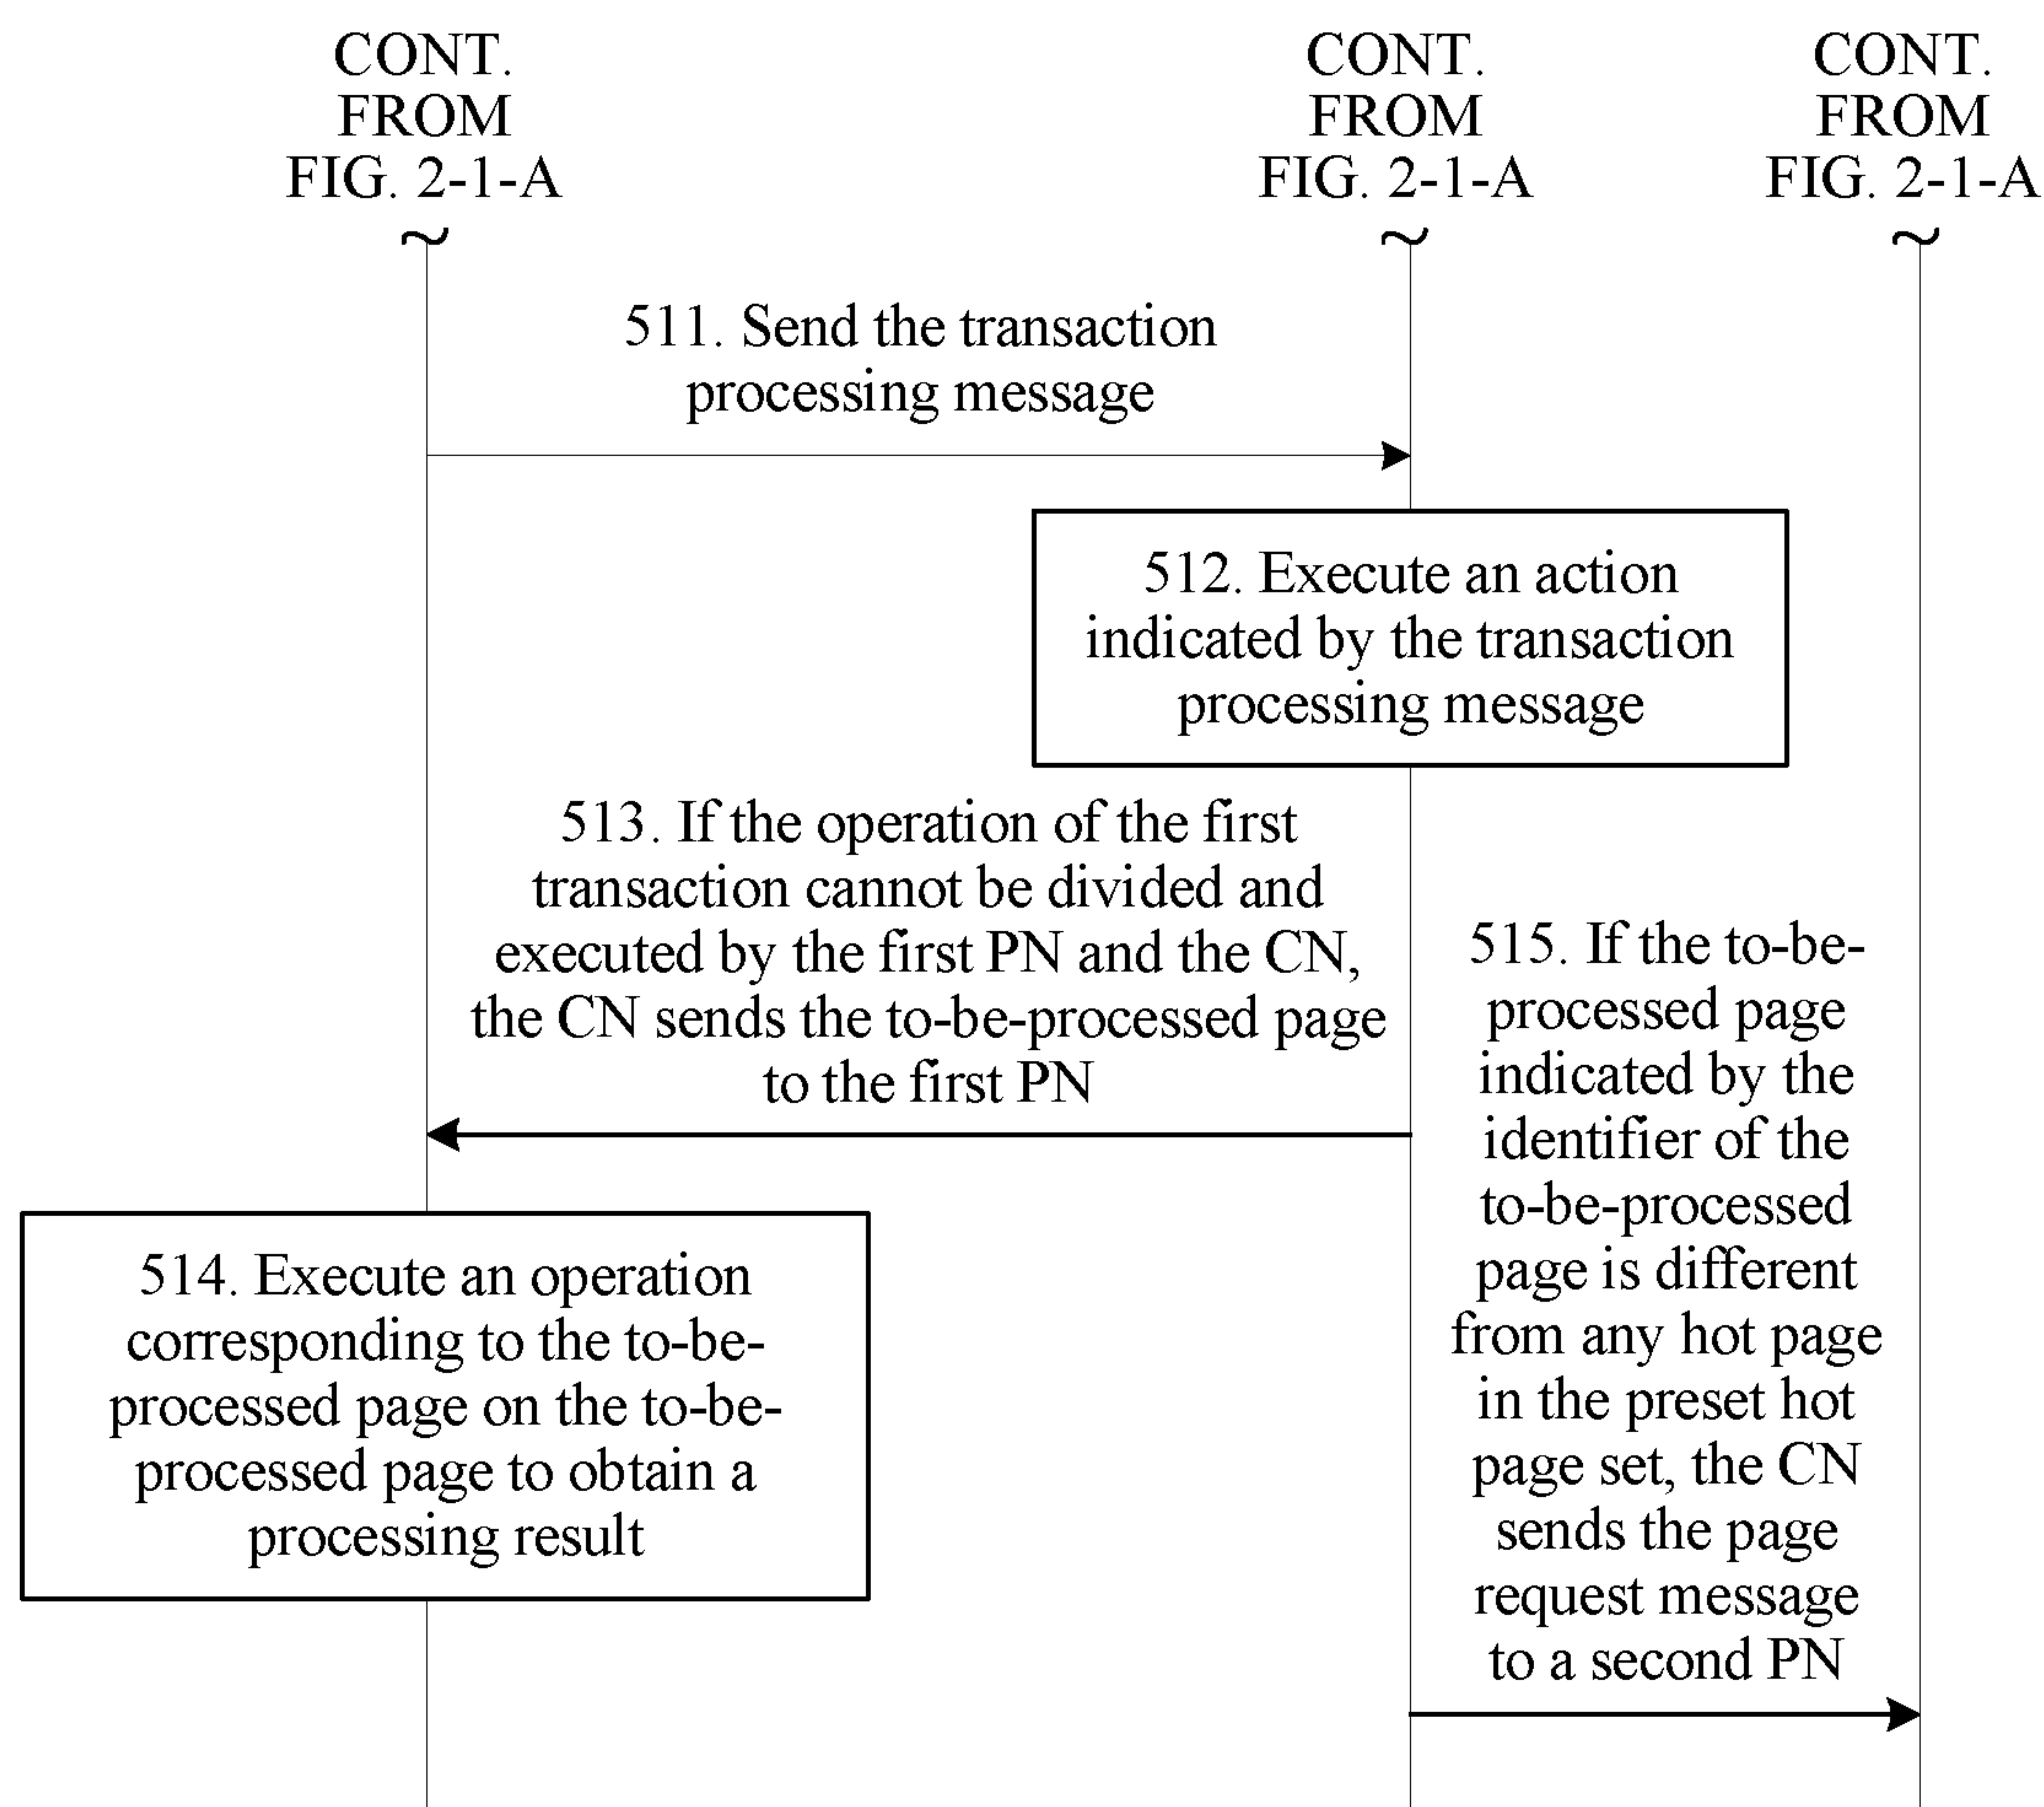 CONT.
FROM
FIG. 2-1-A
CONT.
FROM
FIG. 2-1-A
CONT.
FROM
FIG. 2-1-A
511. Send the transaction
processing message
512. Execute an action
indicated by the transaction
processing message
513. If the operation of the first
transaction cannot be divided and
executed by the first PN and the CN,
the CN sends the to-be-processed page
to the first PN
514. Execute an operation
corresponding to the to-be-
processed page on the to-be-
processed page to obtain a
processing result
515. If the to-be-
processed page
indicated by the
identifier of the
to-be-processed
page is different
from any hot page
in the preset hot
page set, the CN
sends the page
request message
to a second PN